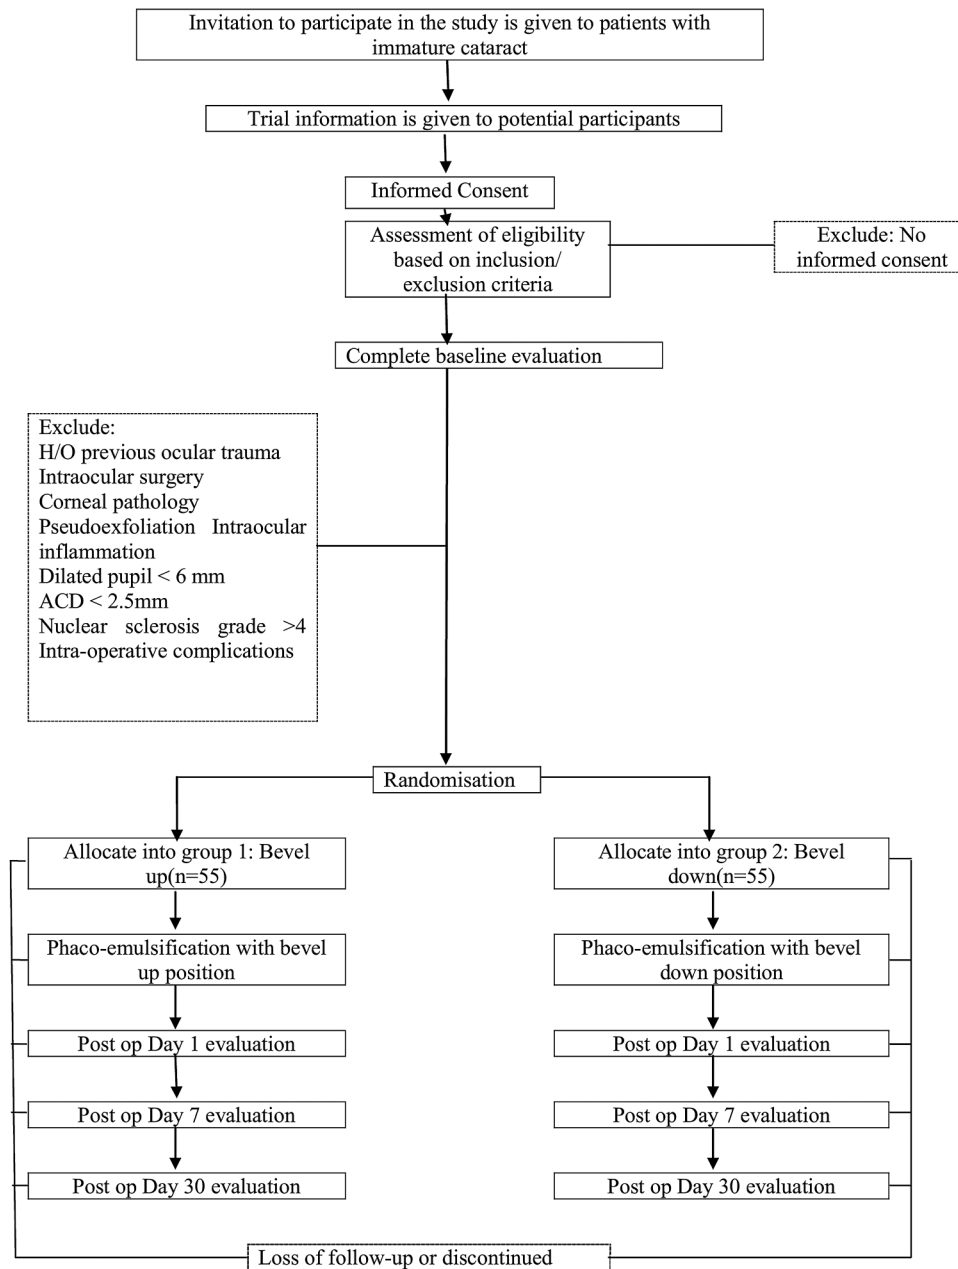 Invitation to participate in the study is given to patients with
immature cataract
Trial information is given to potential participants
Informed Consent
Assessment of eligibility
based on inclusion/
exclusion criteria
Exclude: No
informed consent
Complete baseline evaluation
Exclude:
H/O previous ocular trauma
Intraocular surgery
Corneal pathology
Pseudoexfoliation Intraocular
inflammation
Dilated pupil < 6 mm
ACD < 2.5mm
Nuclear sclerosis grade >4
Intra-operative complications
Randomisation
Allocate into group 1: Bevel
up(n=55)
Allocate into group 2: Bevel
down(n=55)
Phaco-emulsification with bevel
up position
Phaco-emulsification with bevel
down position
Post op Day 1 evaluation
Post op Day 1 evaluation
Post op Day 7 evaluation
Post op Day 7 evaluation
Post op Day 30 evaluation
Post op Day 30 evaluation
Loss of follow-up or discontinued